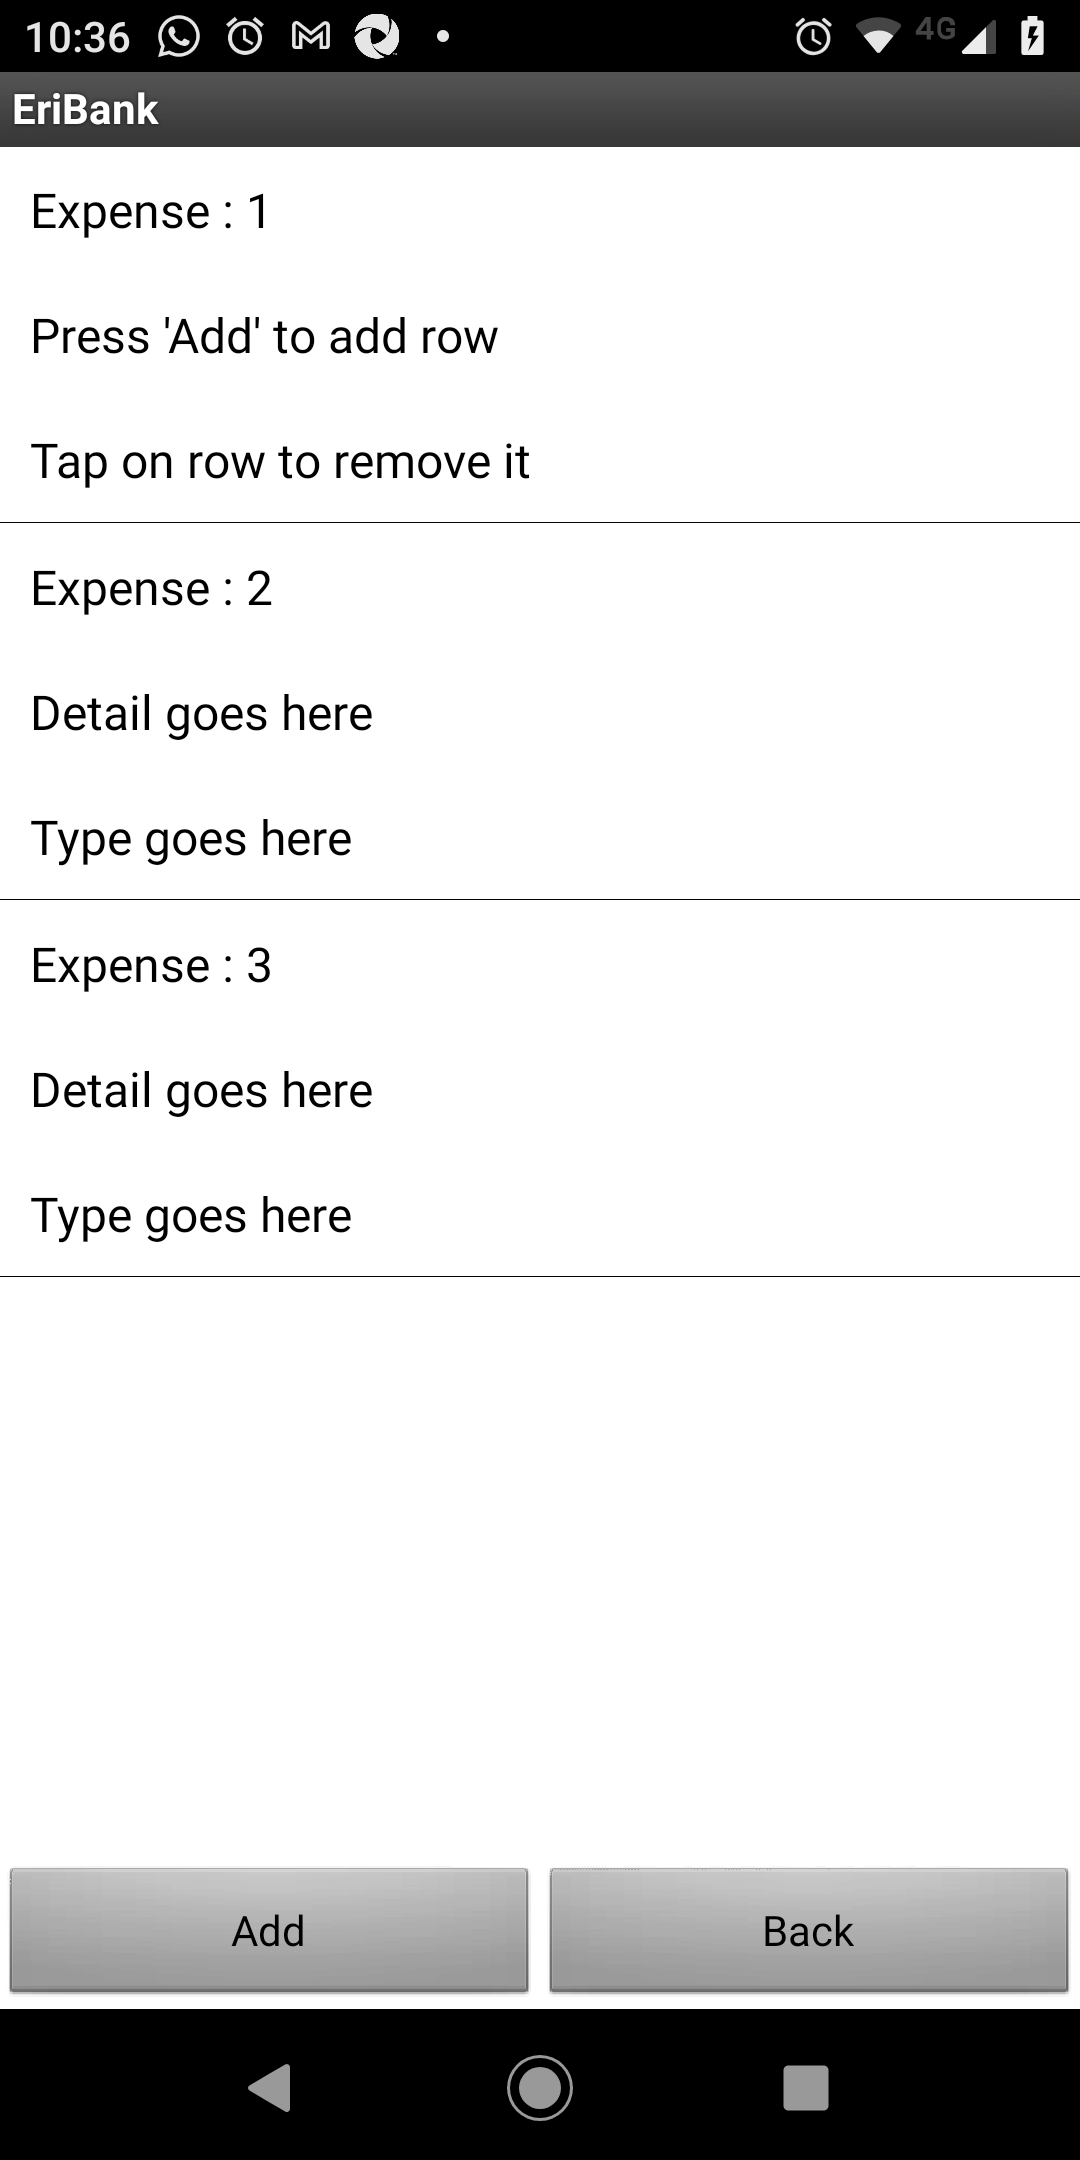 10:36
4G
EriBank
Expense : 1
Press 'Add' to add row
Tap on row to remove it
Expense : 2
Detail goes here
Type goes here
Expense : 3
Detail goes here
Type goes here
Add
Back